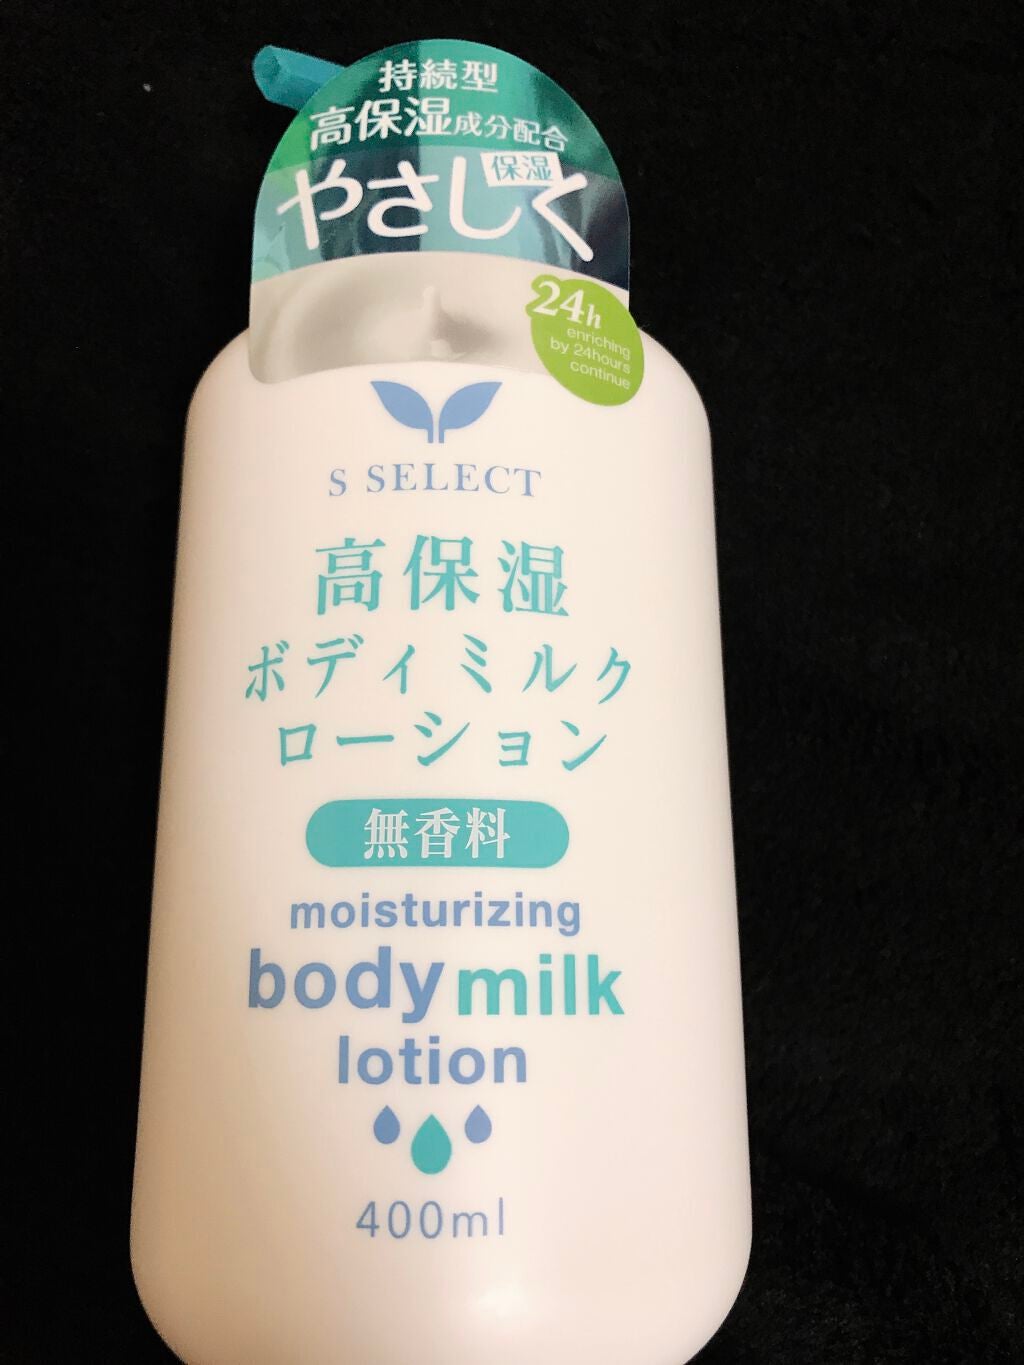 持続型
高保湿成分配合
保湿
やさしく
24h
enriching
by 24hours
continue
S SELECT
高保湿
ボディミルク
ローション
無香料
moisturizing
body milk
lotion
400ml